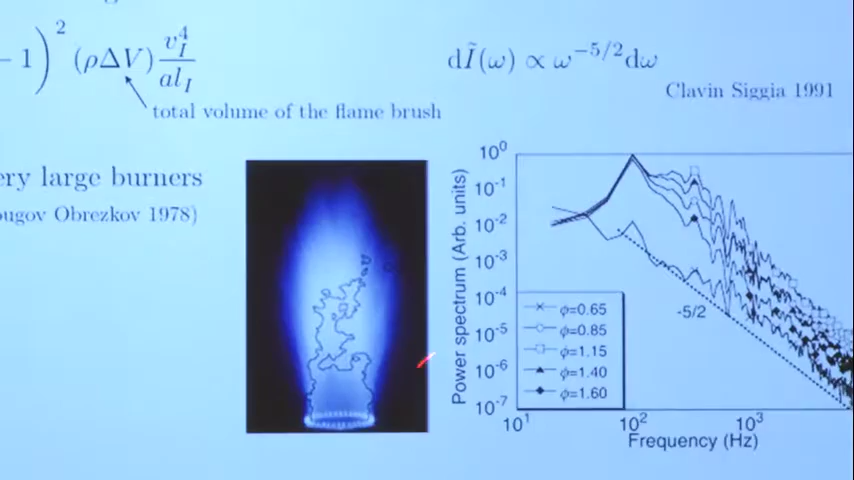 − 1)² (ρΔV) v_I⁴ / al_I
total volume of the flame brush
dĨ(ω) ∝ ω^{−5/2}dω
Clavin Siggia 1991
ery large burners
ougov Obrezkov 1978)
Power spectrum (Arb. units)
10⁰
10⁻¹
10⁻²
10⁻³
10⁻⁴
10⁻⁵
10⁻⁶
10⁻⁷
-5/2
ϕ=0.65
ϕ=0.85
ϕ=1.15
ϕ=1.40
ϕ=1.60
10¹
10²
10³
Frequency (Hz)